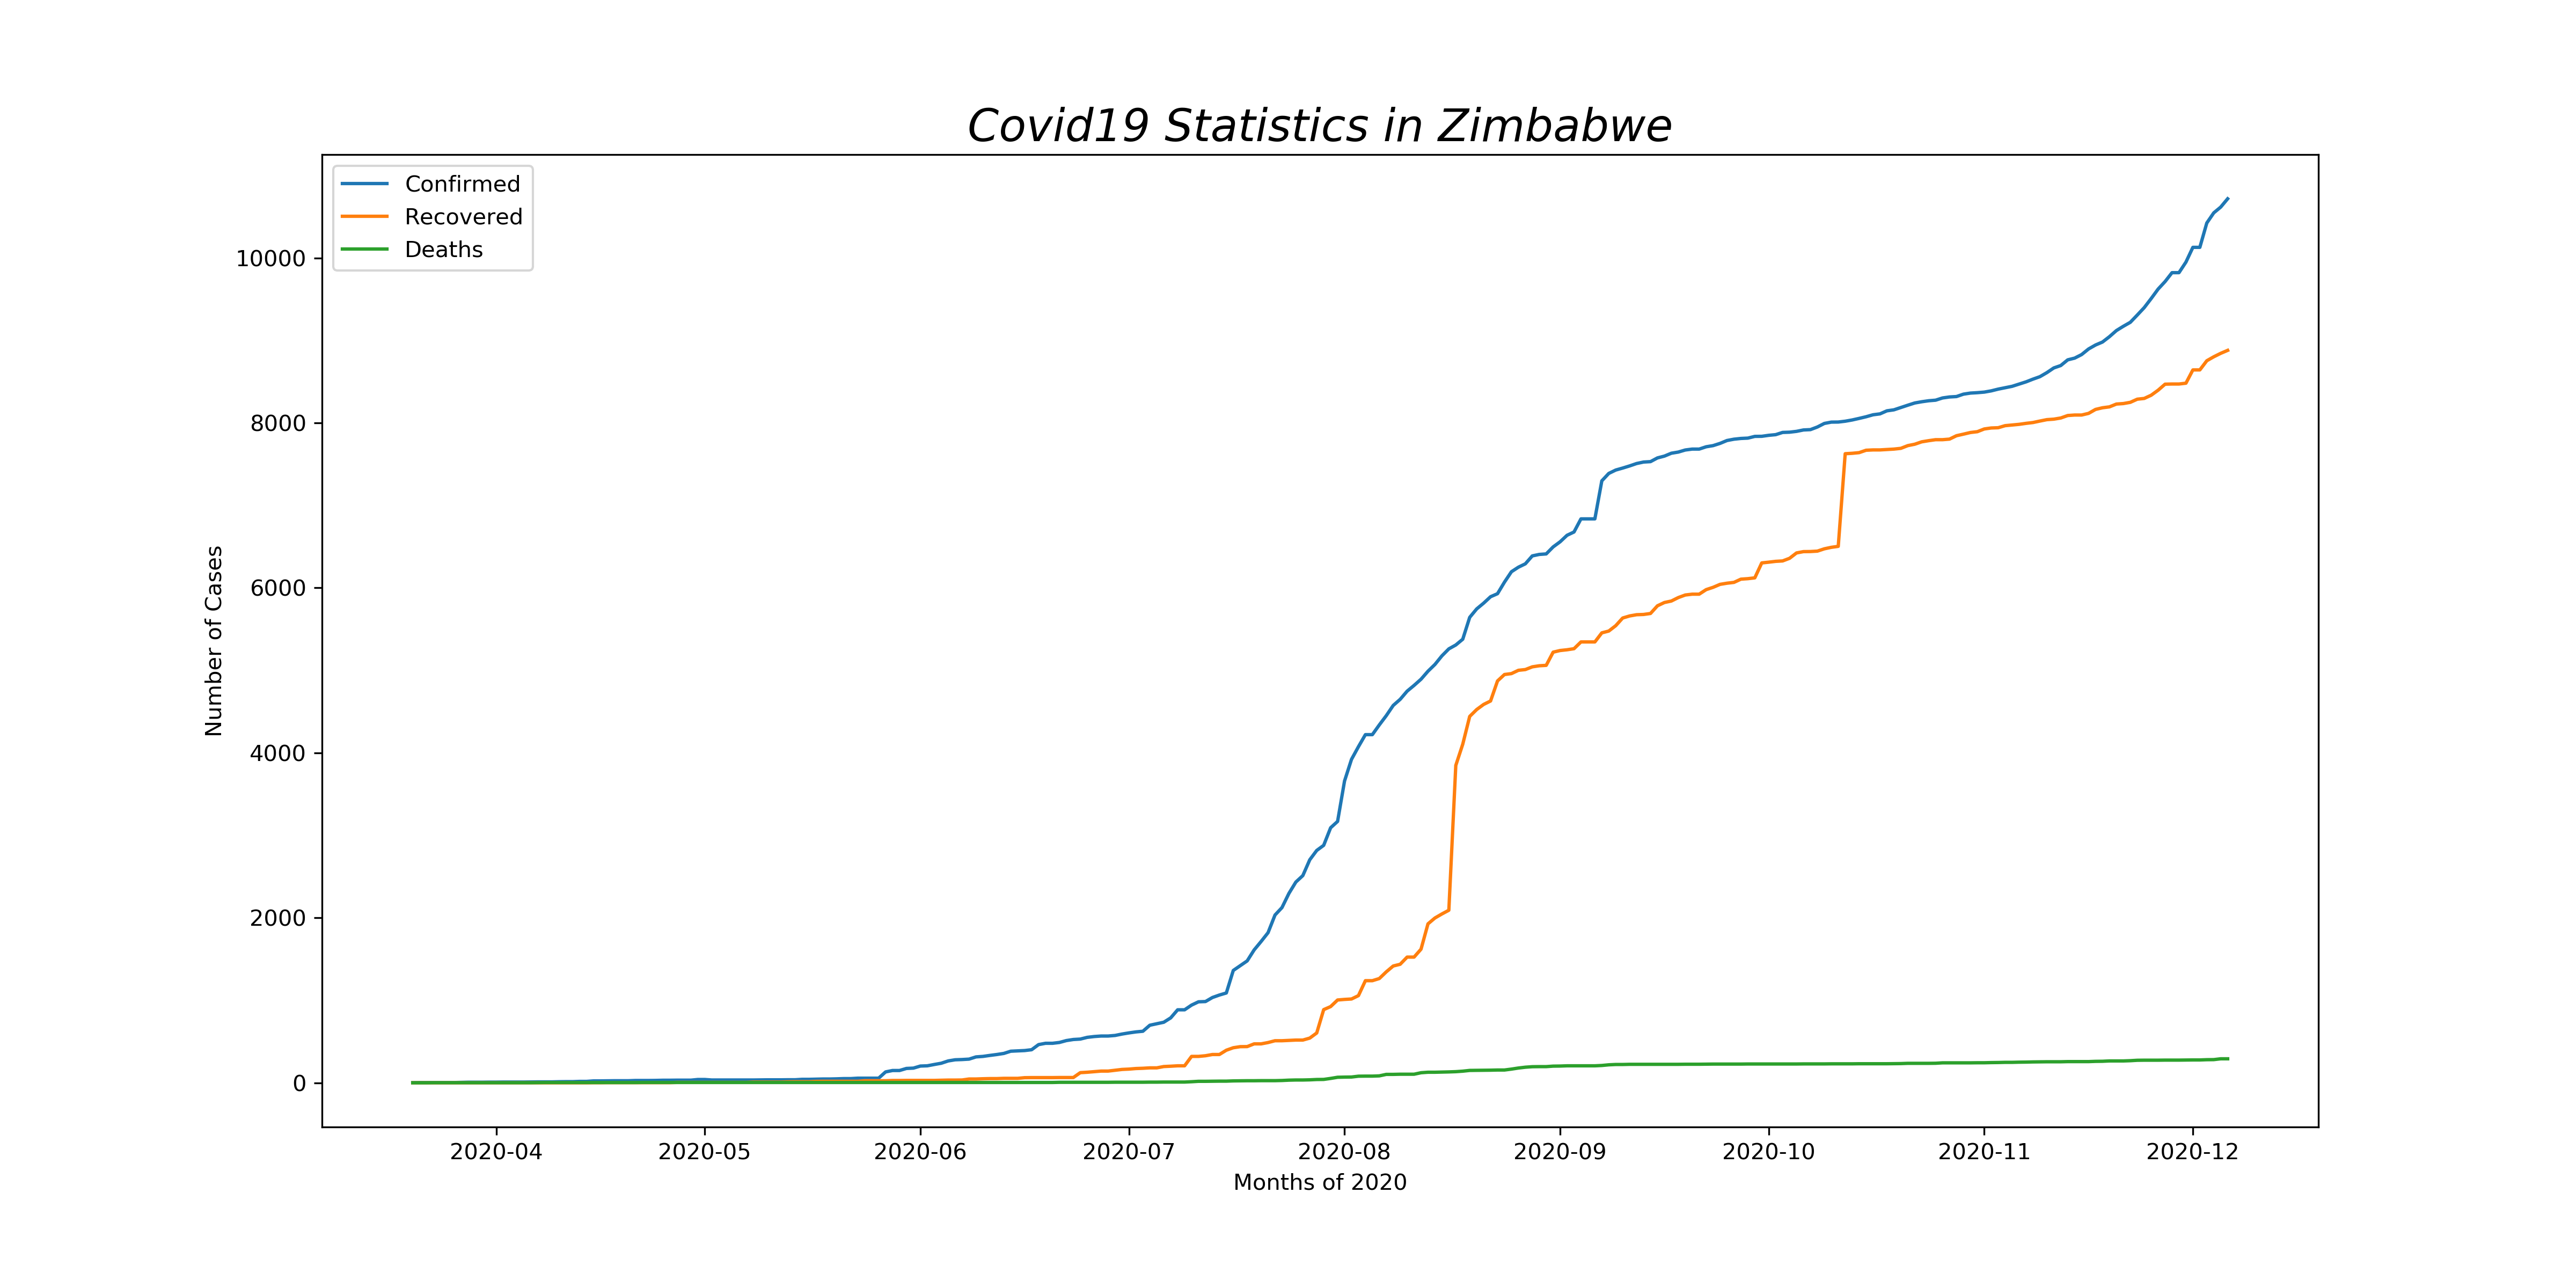 Covid19 Statistics in Zimbabwe
Confirmed
Recovered
Deaths
10000
8000
6000
4000
2000
0
Number of Cases
2020-04 2020-05 2020-06 2020-07 2020-08 2020-09 2020-10 2020-11 2020-12
Months of 2020